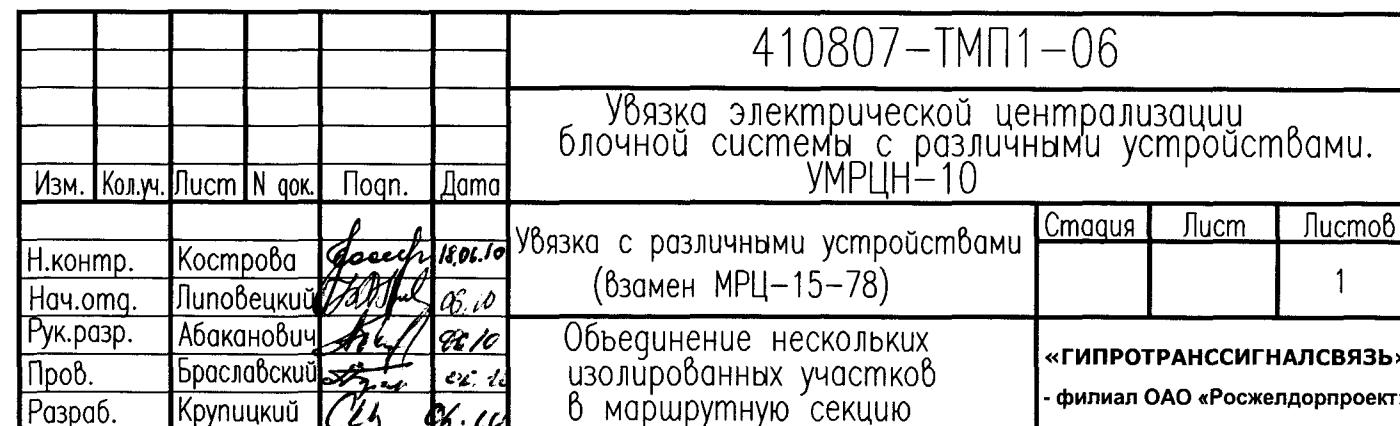 410807-ТМП1-06
Увязка электрической централизации
блочной системы с различными устройствами.
УМРЦН-10
Изм. Кол.уч. Лист N док. Подп. Дата
Увязка с различными устройствами
(взамен МРЦ-15-78)
Стадия Лист Листов
1
Н.контр. Кострова 18.06.10
Нач.отд. Липовецкий 06.10
Рук.разр. Абаканович
Пров. Браславский
Разраб. Крупицкий
Объединение нескольких
изолированных участков
в маршрутную секцию
«ГИПРОТРАНССИГНАЛСВЯЗЬ»
- филиал ОАО «Росжелдорпроект»